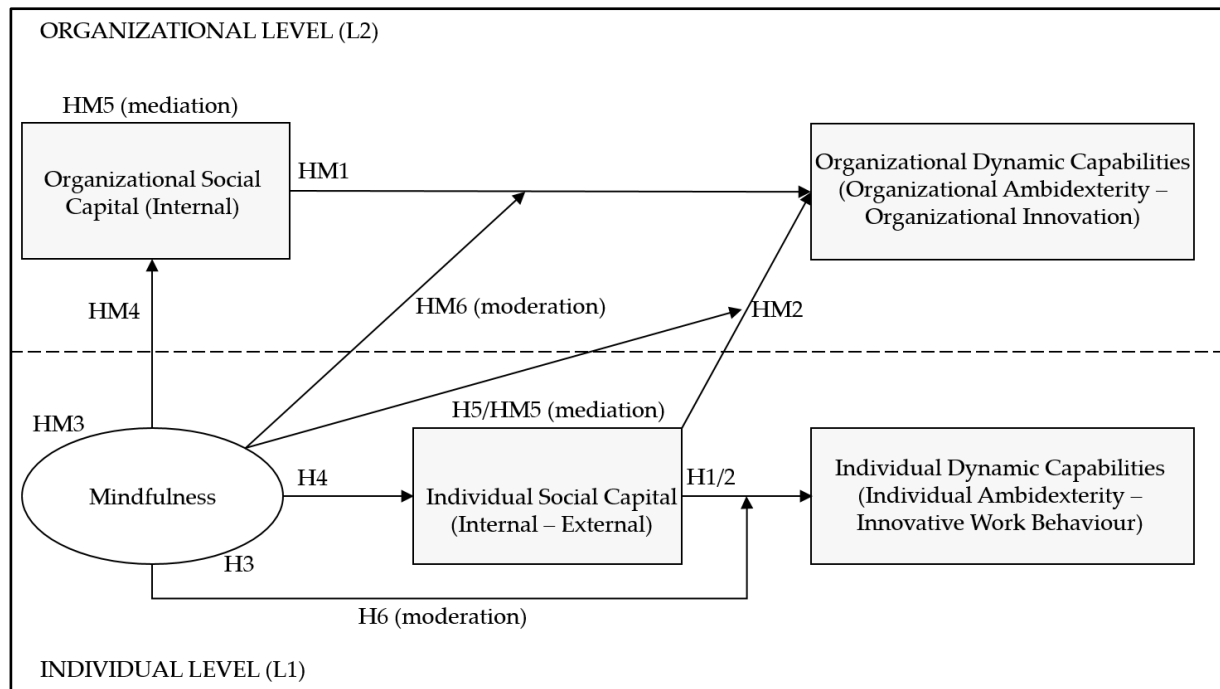 ORGANIZATIONAL LEVEL (L2)
HM5 (mediation)
Organizational Social
Capital (Internal)
HM1
Organizational Dynamic Capabilities
(Organizational Ambidexterity –
Organizational Innovation)
HM4
HM6 (moderation)
HM2
HM3
Mindfulness
H3
H4
H5/HM5 (mediation)
Individual Social Capital
(Internal – External)
H1/2
Individual Dynamic Capabilities
(Individual Ambidexterity –
Innovative Work Behaviour)
H6 (moderation)
INDIVIDUAL LEVEL (L1)